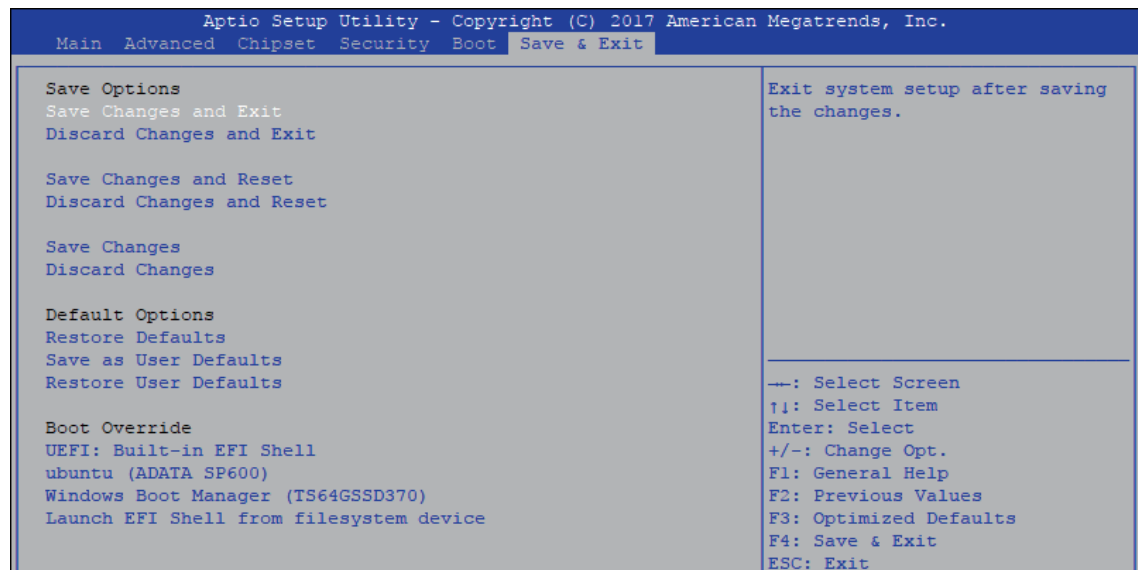 Aptio Setup Utility - Copyright (C) 2017 American Megatrends, Inc.
Main Advanced Chipset Security Boot Save & Exit
Save Options
Save Changes and Exit
Discard Changes and Exit
Save Changes and Reset
Discard Changes and Reset
Save Changes
Discard Changes
Default Options
Restore Defaults
Save as User Defaults
Restore User Defaults
Boot Override
UEFI: Built-in EFI Shell
ubuntu (ADATA SP600)
Windows Boot Manager (TS64GSSD370)
Launch EFI Shell from filesystem device
Exit system setup after saving
the changes.
→←: Select Screen
↑↓: Select Item
Enter: Select
+/-: Change Opt.
F1: General Help
F2: Previous Values
F3: Optimized Defaults
F4: Save & Exit
ESC: Exit